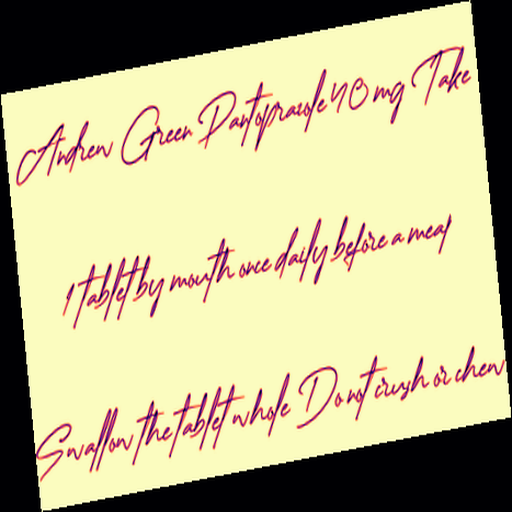 Andrew Green Pantoprazole 40 mg Take
1 tablet by mouth once daily before a meal
Swallow the tablet whole Do not crush or chew